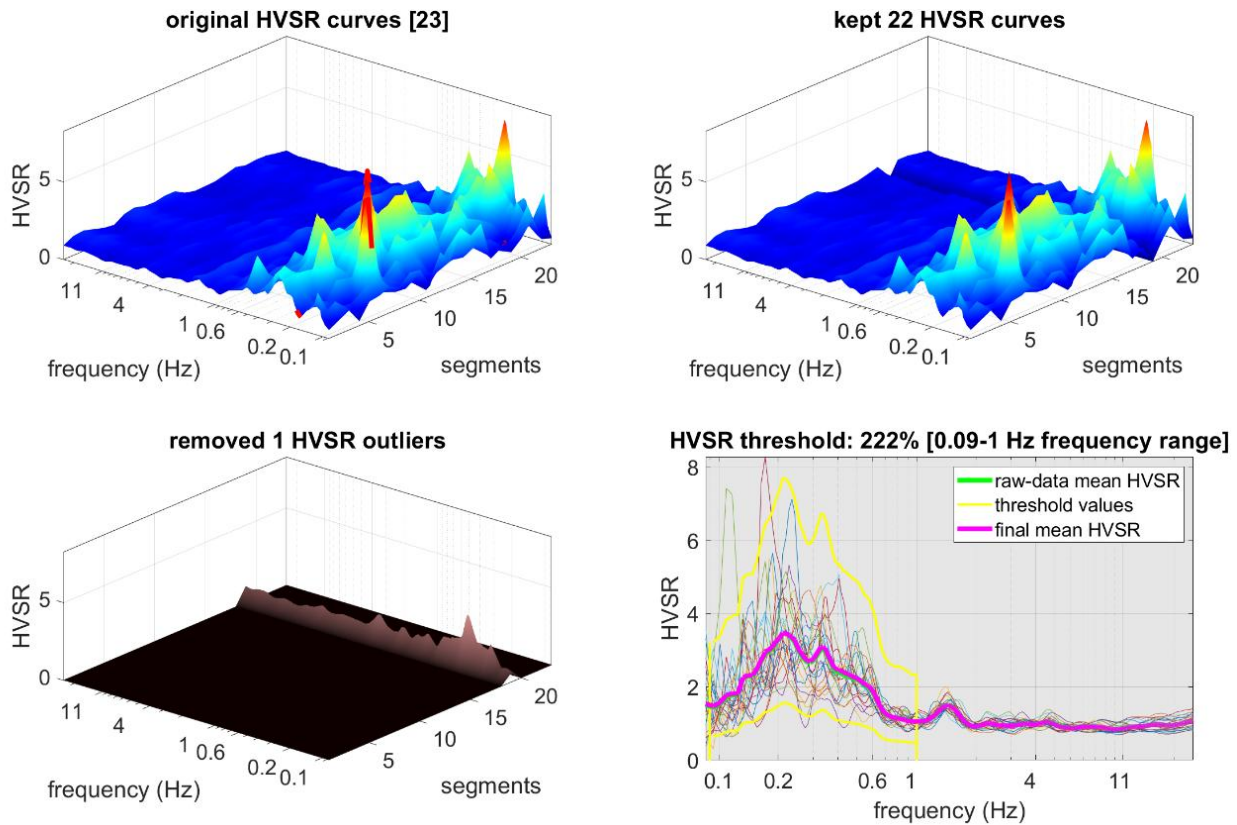 original HVSR curves [23]
HVSR
5
0
11
4
1
0.6
0.2
0.1
5
10
15
20
frequency (Hz)
segments
kept 22 HVSR curves
HVSR
5
0
11
4
1
0.6
0.2
0.1
5
10
15
20
frequency (Hz)
segments
removed 1 HVSR outliers
HVSR
5
0
11
4
1
0.6
0.2
0.1
5
10
15
20
frequency (Hz)
segments
HVSR threshold: 222% [0.09-1 Hz frequency range]
raw-data mean HVSR
threshold values
final mean HVSR
HVSR
8
6
4
2
0
0.1 0.2 0.6 1 4 11
frequency (Hz)